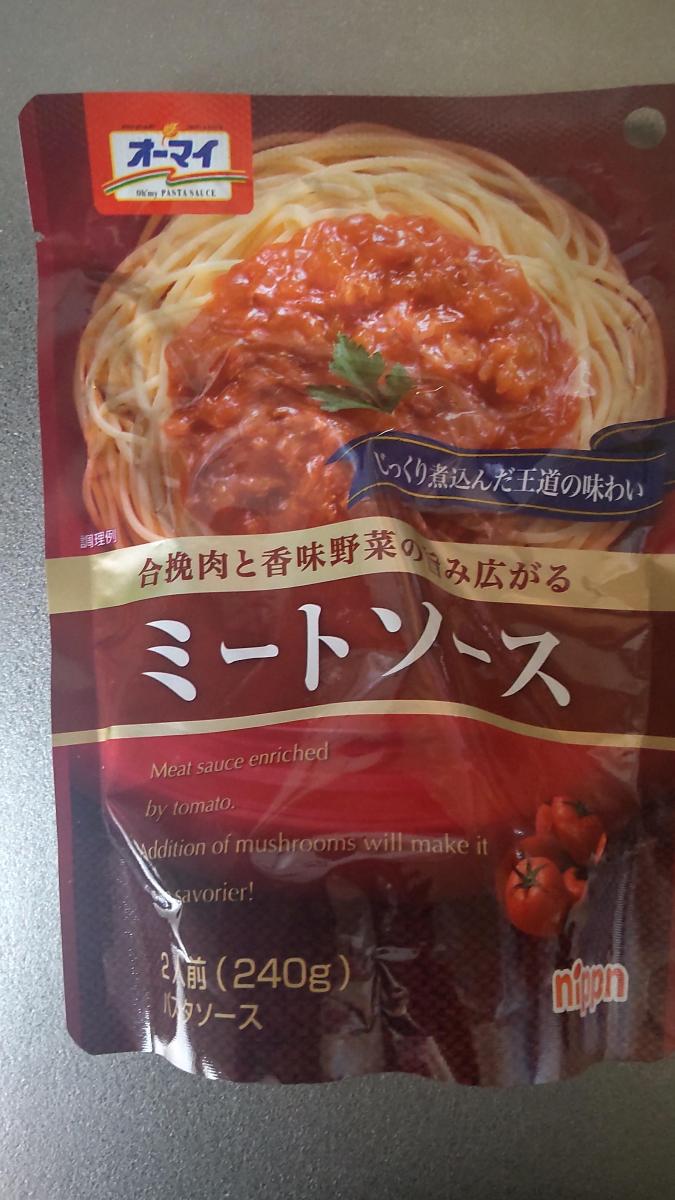 オーマイ
Oh'my PASTA SAUCE
じっくり煮込んだ王道の味わい
調理例
合挽肉と香味野菜の旨み広がる
ミートソース
Meat sauce enriched
by tomato.
Addition of mushrooms will make it
savorier!
2人前(240g)
パスタソース
nippn